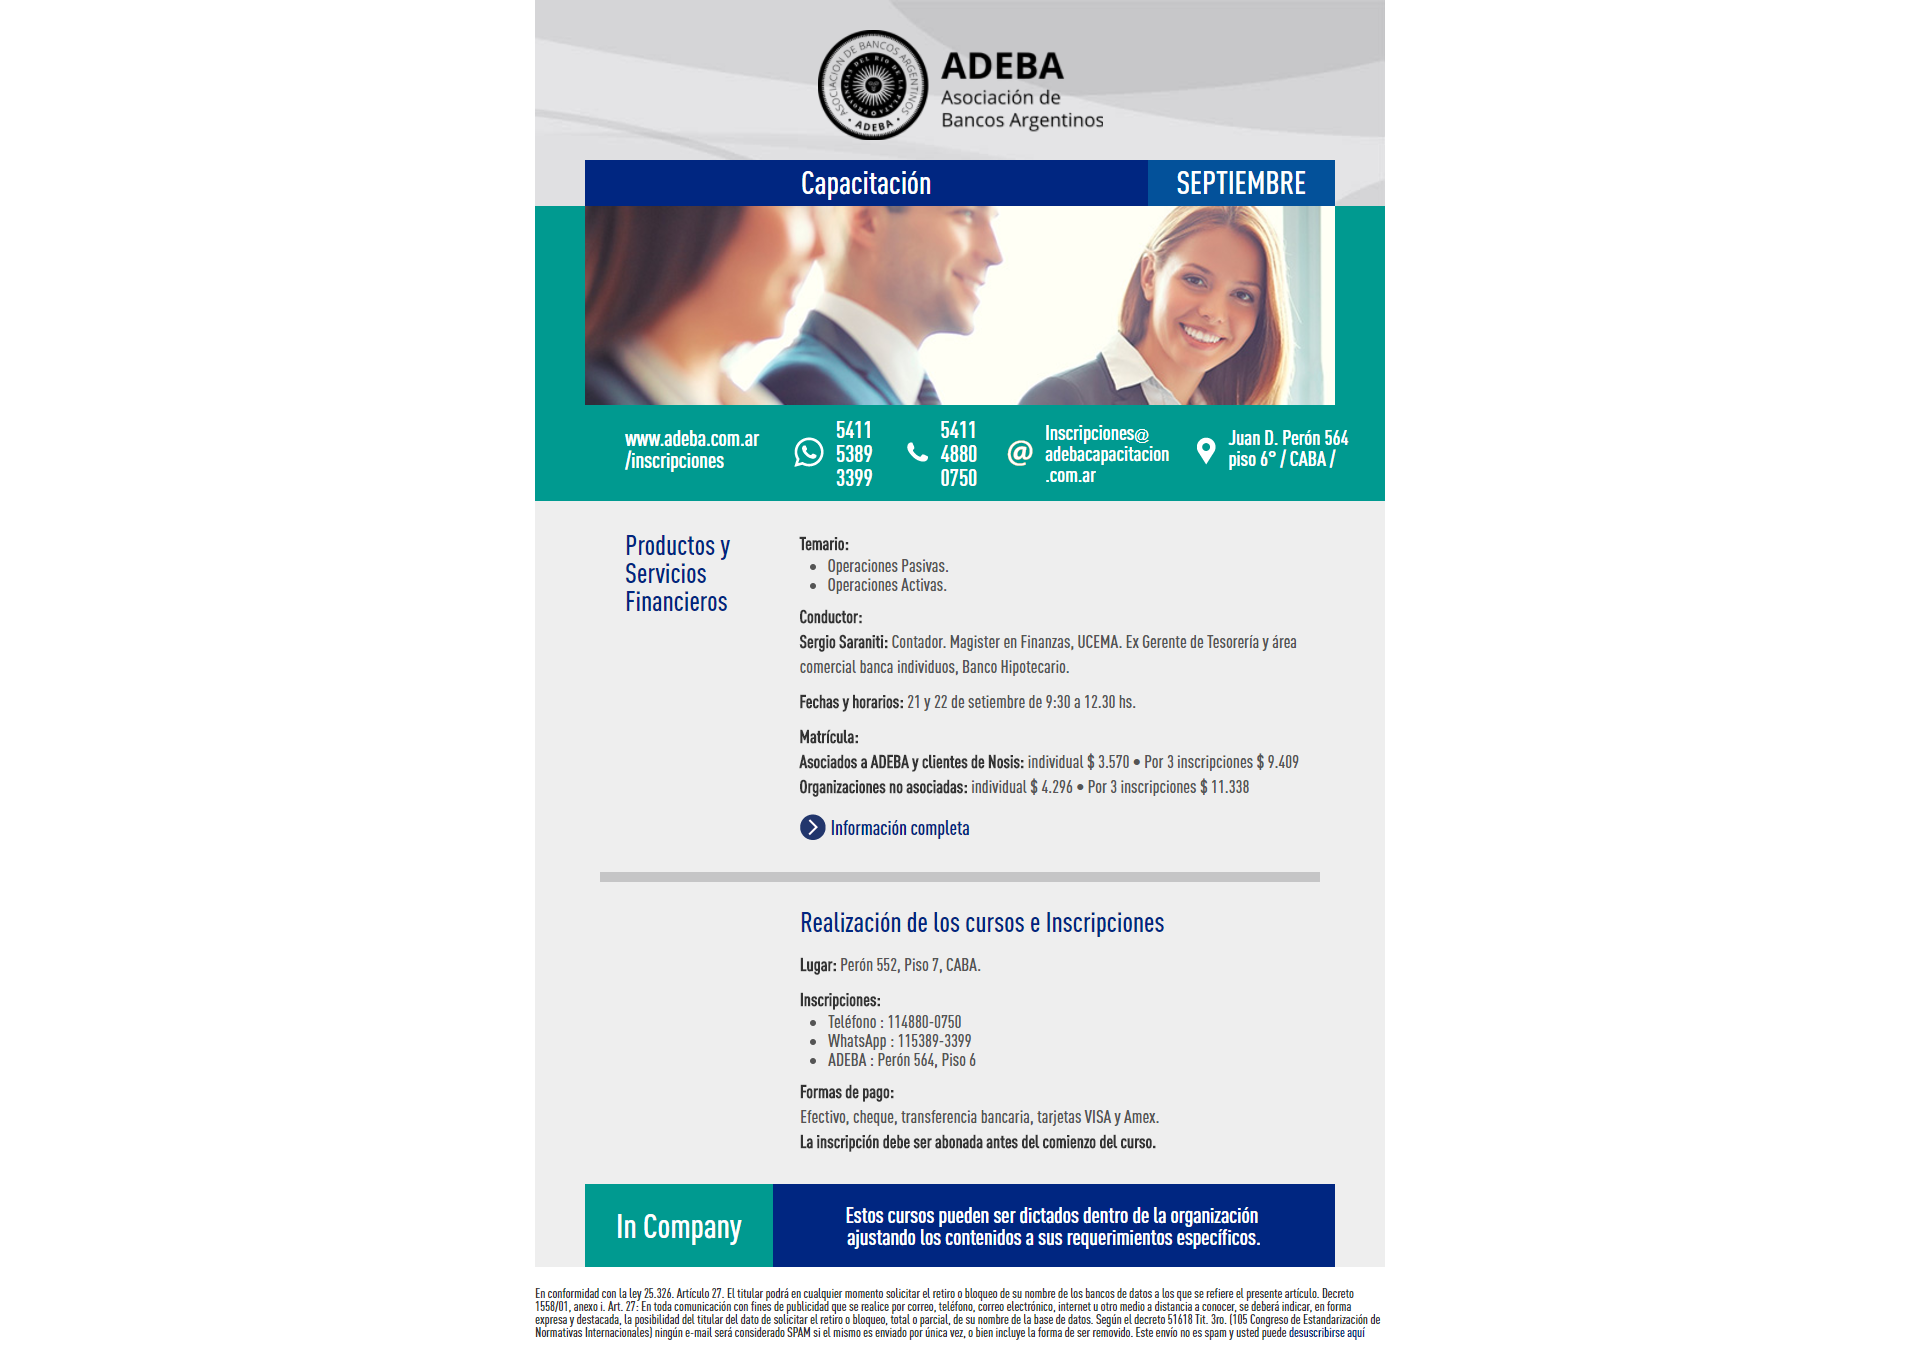 ASOCIACION DE BANCOS ARGENTINOS
PROVINCIAS DEL RIO DE LA PLATA
• ADEBA •
ADEBA
Asociación de
Bancos Argentinos
Capacitación
SEPTIEMBRE
www.adeba.com.ar
/inscripciones
5411
5389
3399
5411
4880
0750
@
Inscripciones@
adebacapacitacion
.com.ar
Juan D. Perón 564
piso 6° / CABA /
Productos y
Servicios
Financieros
Temario:
• Operaciones Pasivas.
• Operaciones Activas.
Conductor:
Sergio Saraniti: Contador. Magister en Finanzas, UCEMA. Ex Gerente de Tesorería y área
comercial banca individuos, Banco Hipotecario.
Fechas y horarios: 21 y 22 de setiembre de 9:30 a 12.30 hs.
Matrícula:
Asociados a ADEBA y clientes de Nosis: individual $ 3.570 • Por 3 inscripciones $ 9.409
Organizaciones no asociadas: individual $ 4.296 • Por 3 inscripciones $ 11.338
Información completa
Realización de los cursos e Inscripciones
Lugar: Perón 552, Piso 7, CABA.
Inscripciones:
• Teléfono : 114880-0750
• WhatsApp : 115389-3399
• ADEBA : Perón 564, Piso 6
Formas de pago:
Efectivo, cheque, transferencia bancaria, tarjetas VISA y Amex.
La inscripción debe ser abonada antes del comienzo del curso.
In Company
Estos cursos pueden ser dictados dentro de la organización
ajustando los contenidos a sus requerimientos específicos.
En conformidad con la ley 25.326. Artículo 27. El titular podrá en cualquier momento solicitar el retiro o bloqueo de su nombre de los bancos de datos a los que se refiere el presente artículo. Decreto
1558/01, anexo i. Art. 27: En toda comunicación con fines de publicidad que se realice por correo, teléfono, correo electrónico, internet u otro medio a distancia a conocer, se deberá indicar, en forma
expresa y destacada, la posibilidad del titular del dato de solicitar el retiro o bloqueo, total o parcial, de su nombre de la base de datos. Según el decreto 51618 Tit. 3ro. (105 Congreso de Estandarización de
Normativas Internacionales) ningún e-mail será considerado SPAM si el mismo es enviado por única vez, o bien incluye la forma de ser removido. Este envío no es spam y usted puede desuscribirse aquí